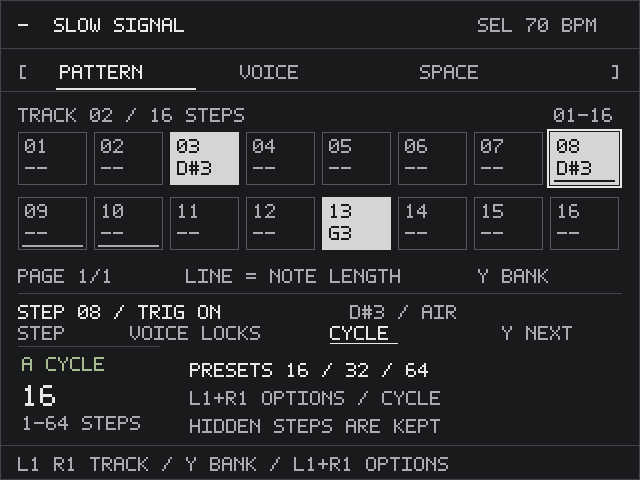 – SLOW SIGNAL SEL 70 BPM
[ PATTERN VOICE SPACE ]
TRACK 02 / 16 STEPS 01–16
01 02 03 04 05 06 07 08
-- -- D#3 -- -- -- -- D#3
09 10 11 12 13 14 15 16
-- -- -- -- G3 -- -- --
PAGE 1/1 LINE = NOTE LENGTH Y BANK
STEP 08 / TRIG ON D#3 / AIR
STEP VOICE LOCKS CYCLE Y NEXT
A CYCLE
16
1–64 STEPS
PRESETS 16 / 32 / 64
L1+R1 OPTIONS / CYCLE
HIDDEN STEPS ARE KEPT
L1 R1 TRACK / Y BANK / L1+R1 OPTIONS